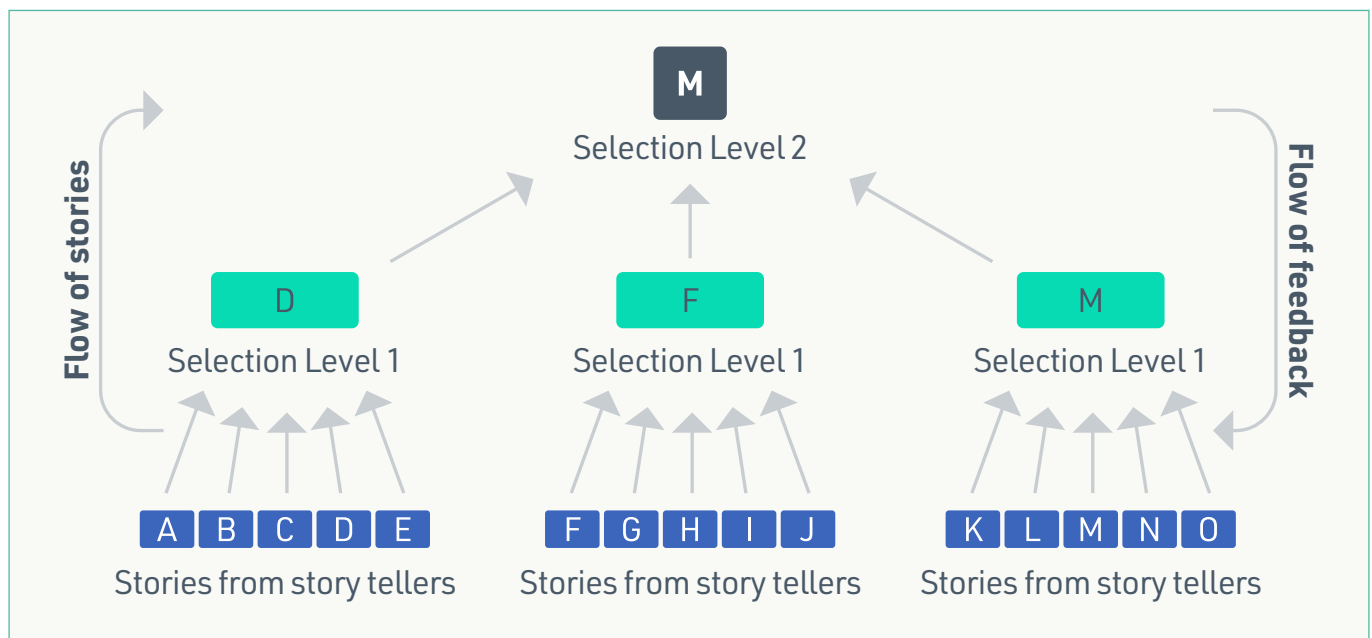 M
Selection Level 2
Flow of stories
Flow of feedback
D
F
M
Selection Level 1
Selection Level 1
Selection Level 1
A B C D E
F G H I J
K L M N O
Stories from story tellers
Stories from story tellers
Stories from story tellers